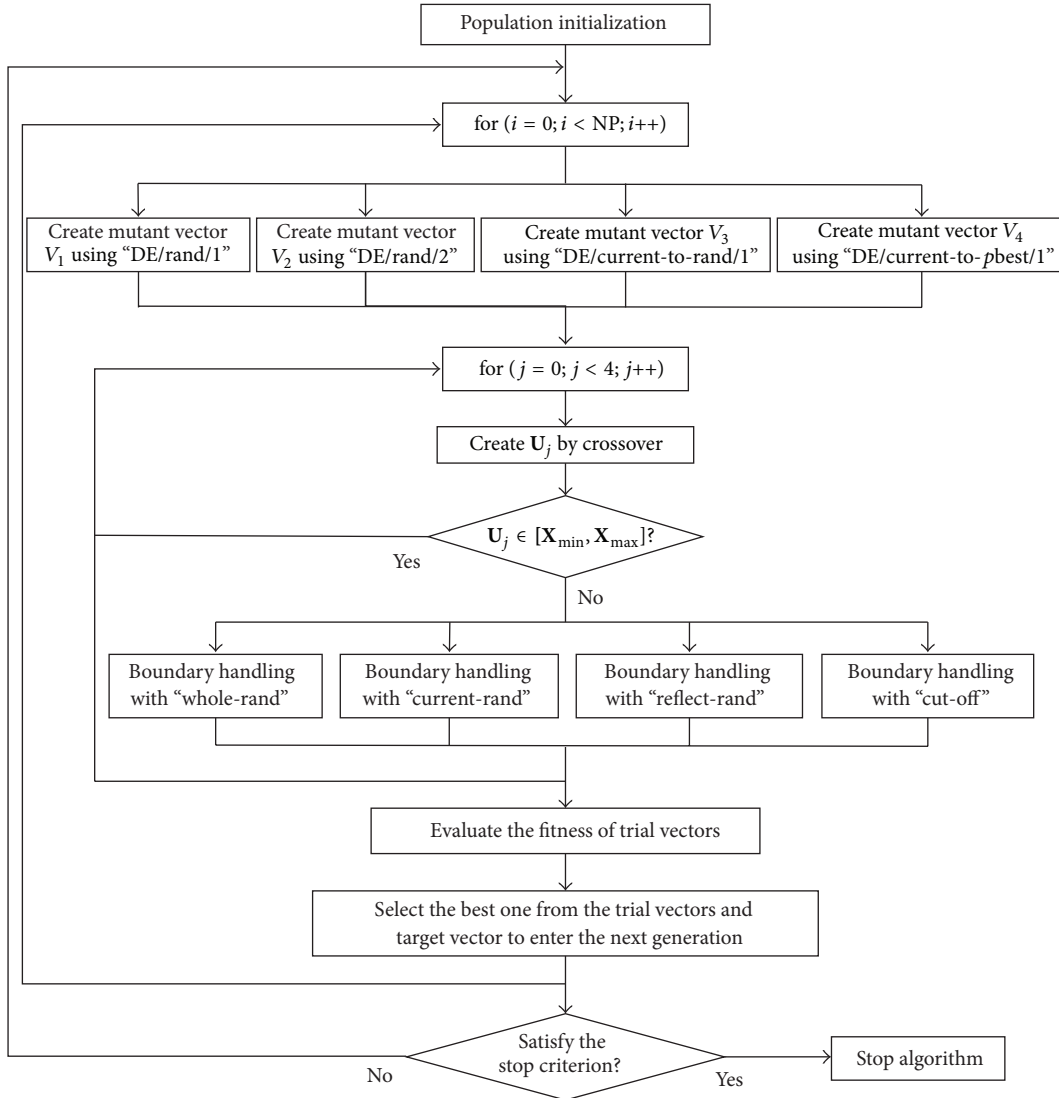 Population initialization
for (i = 0; i < NP; i++)
Create mutant vector
V1 using “DE/rand/1”
Create mutant vector
V2 using “DE/rand/2”
Create mutant vector V3
using “DE/current-to-rand/1”
Create mutant vector V4
using “DE/current-to-pbest/1”
for (j = 0; j < 4; j++)
Create Uj by crossover
Uj ∈ [Xmin, Xmax]?
Yes
No
Boundary handling
with “whole-rand”
Boundary handling
with “current-rand”
Boundary handling
with “reflect-rand”
Boundary handling
with “cut-off”
Evaluate the fitness of trial vectors
Select the best one from the trial vectors and
target vector to enter the next generation
Satisfy the
stop criterion?
No
Yes
Stop algorithm